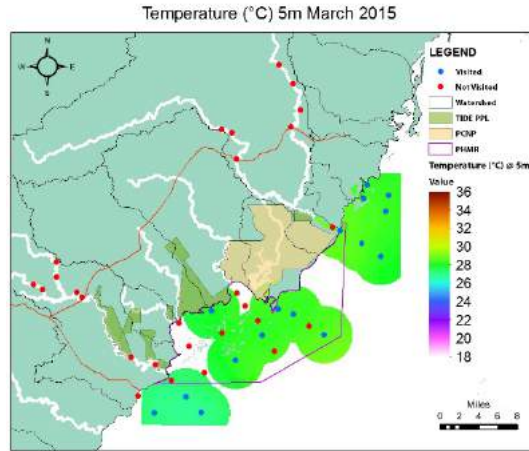 Temperature (°C) 5m March 2015
N
W E
S
LEGEND
Visited
Not Visited
Watershed
TIDE PPL
PCNP
PHMR
Temperature (°C) @ 5m
Value
36
34
32
30
28
26
24
22
20
18
Miles
0 2 4 8